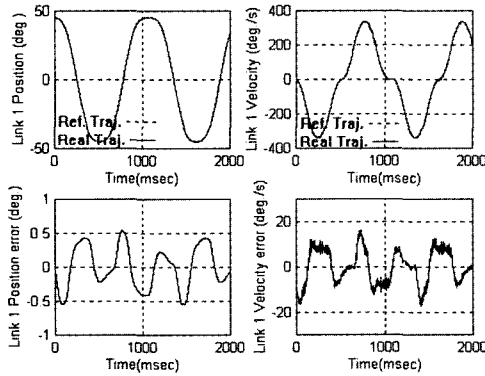 Link 1 Position (deg.)
50
0
-50
Ref. Traj.
Real Traj.
0
1000
2000
Time(msec)
Link 1 Velocity (deg /s)
400
200
0
-200
-400
Ref. Traj.
Real Traj.
0
1000
2000
Time(msec)
Link 1 Position error (deg.)
1
0.5
0
-0.5
-1
0
1000
2000
Time(msec)
Link 1 Velocity error (deg/s)
20
0
-20
0
1000
2000
Time(msec)